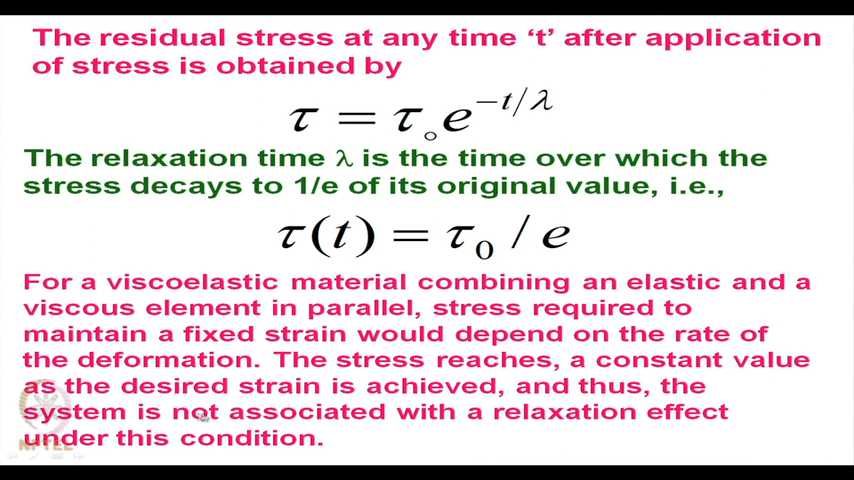 The residual stress at any time ‘t’ after application
of stress is obtained by
τ = τ∘e^{−t/λ}
The relaxation time λ is the time over which the
stress decays to 1/e of its original value, i.e.,
τ(t) = τ₀ / e
For a viscoelastic material combining an elastic and a
viscous element in parallel, stress required to
maintain a fixed strain would depend on the rate of
the deformation. The stress reaches, a constant value
as the desired strain is achieved, and thus, the
system is not associated with a relaxation effect
under this condition.
NPTEL